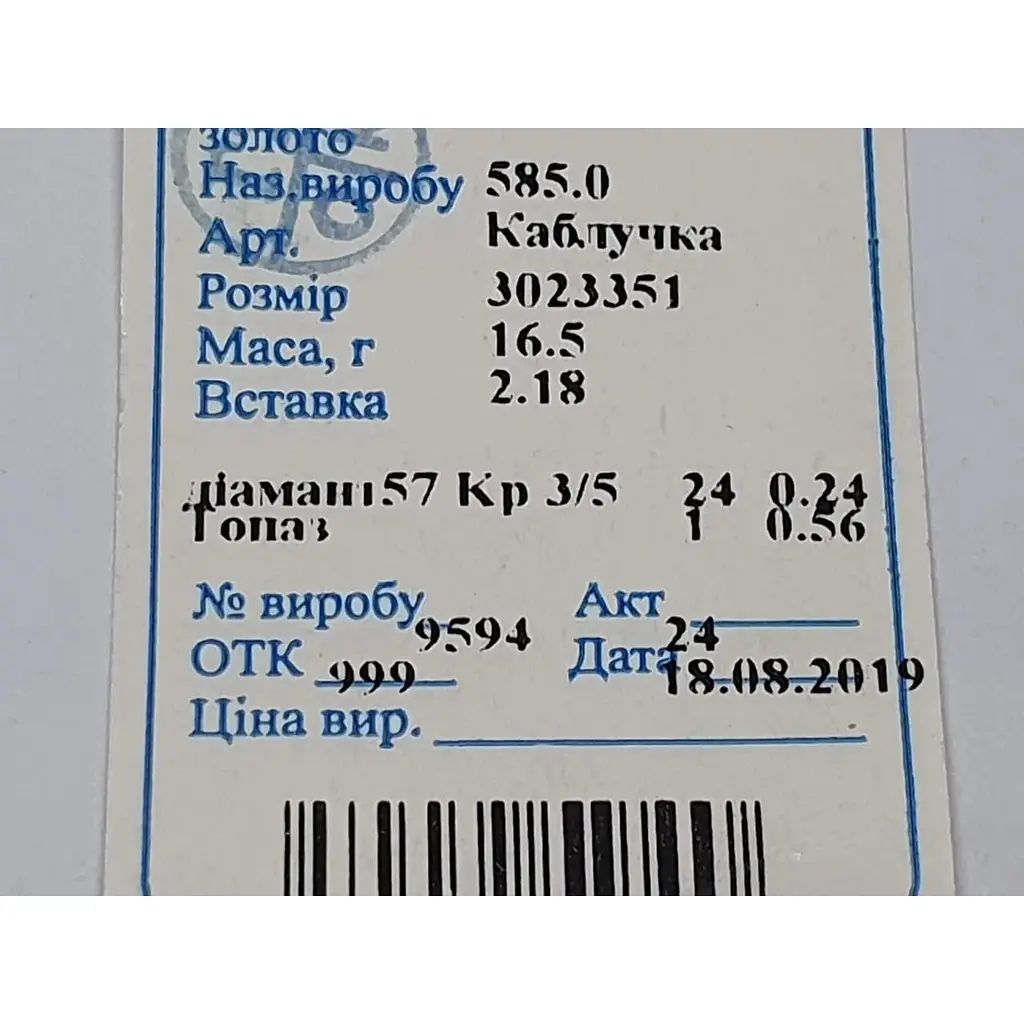 золото
Наз.виробу 585.0
Арт. Каблучка
Розмір 3023351
Маса, г 16.5
Вставка 2.18
діамант57 Кр 3/5 24 0.24
Топаз 1 0.56
№ виробу 9594 Акт 24
ОТК 999 Дата 18.08.2019
Ціна вир.